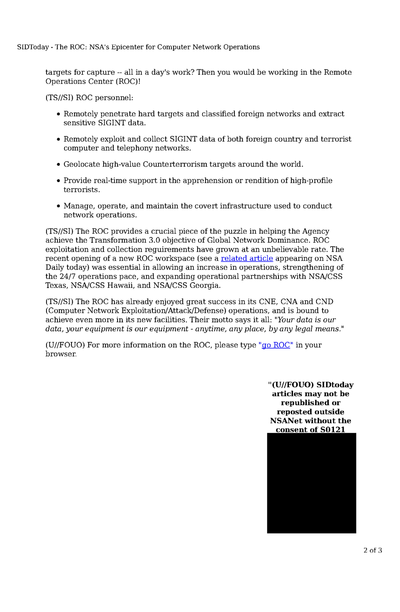 SIDToday - The ROC: NSA's Epicenter for Computer Network Operations
targets for capture -- all in a day's work? Then you would be working in the Remote
Operations Center (ROC)!
(TS//SI) ROC personnel:
• Remotely penetrate hard targets and classified foreign networks and extract
sensitive SIGINT data.
• Remotely exploit and collect SIGINT data of both foreign country and terrorist
computer and telephony networks.
• Geolocate high-value Counterterrorism targets around the world.
• Provide real-time support in the apprehension or rendition of high-profile
terrorists.
• Manage, operate, and maintain the covert infrastructure used to conduct
network operations.
(TS//SI) The ROC provides a crucial piece of the puzzle in helping the Agency
achieve the Transformation 3.0 objective of Global Network Dominance. ROC
exploitation and collection requirements have grown at an unbelievable rate. The
recent opening of a new ROC workspace (see a related article appearing on NSA
Daily today) was essential in allowing an increase in operations, strengthening of
the 24/7 operations pace, and expanding operational partnerships with NSA/CSS
Texas, NSA/CSS Hawaii, and NSA/CSS Georgia.
(TS//SI) The ROC has already enjoyed great success in its CNE, CNA and CND
(Computer Network Exploitation/Attack/Defense) operations, and is bound to
achieve even more in its new facilities. Their motto says it all: "Your data is our
data, your equipment is our equipment - anytime, any place, by any legal means."
(U//FOUO) For more information on the ROC, please type "go ROC" in your
browser.
"(U//FOUO) SIDtoday
articles may not be
republished or
reposted outside
NSANet without the
consent of S0121
2 of 3